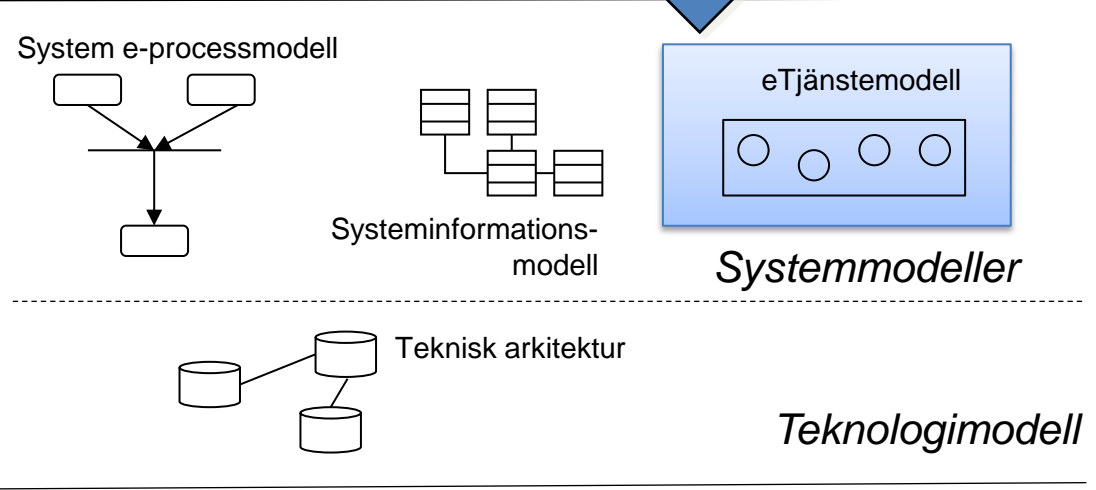 System e-processmodell
eTjänstemodell
Systeminformations-
modell
Systemmodeller
Teknisk arkitektur
Teknologimodell